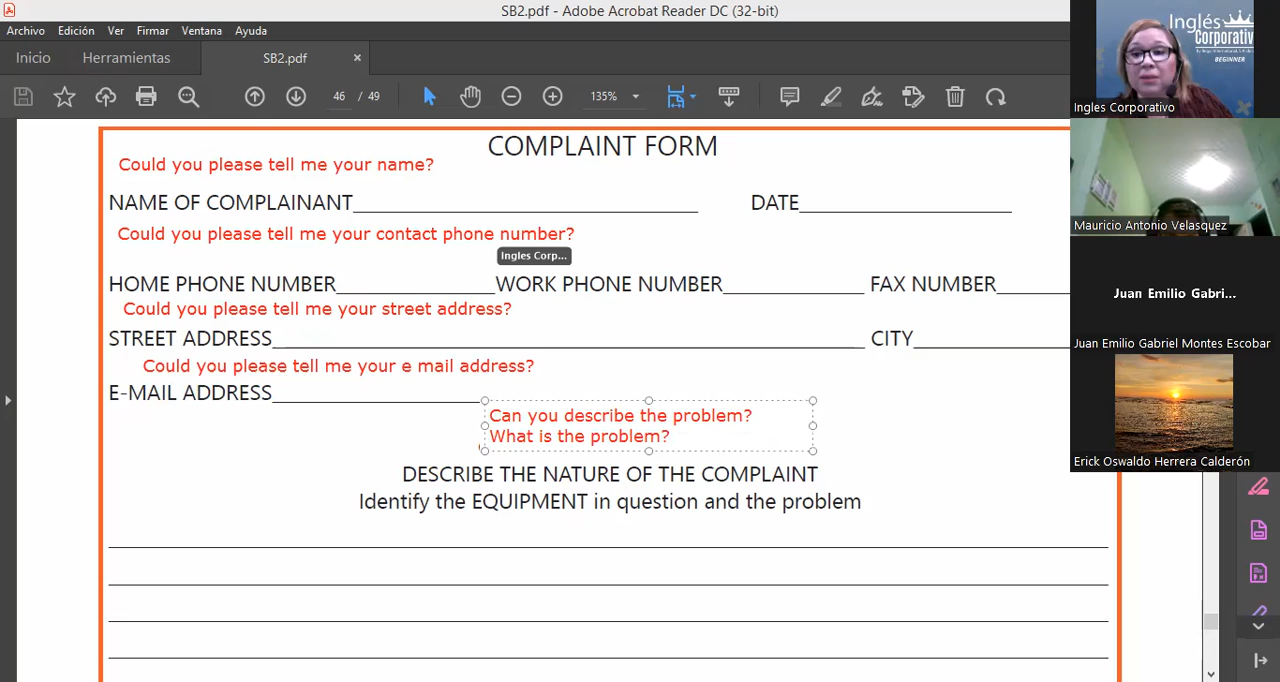 SB2.pdf - Adobe Acrobat Reader DC (32-bit)
Archivo Edición Ver Firmar Ventana Ayuda
Inicio Herramientas SB2.pdf ×
46 / 49 135%
COMPLAINT FORM
Could you please tell me your name?
NAME OF COMPLAINANT DATE
Could you please tell me your contact phone number?
Ingles Corp...
HOME PHONE NUMBER WORK PHONE NUMBER FAX NUMBER
Could you please tell me your street address?
STREET ADDRESS CITY
Could you please tell me your e mail address?
E-MAIL ADDRESS
Can you describe the problem?
What is the problem?
DESCRIBE THE NATURE OF THE COMPLAINT
Identify the EQUIPMENT in question and the problem
Inglés
Corporativo
BEGINNER
Ingles Corporativo
Mauricio Antonio Velasquez
Juan Emilio Gabri...
Juan Emilio Gabriel Montes Escobar
Erick Oswaldo Herrera Calderón